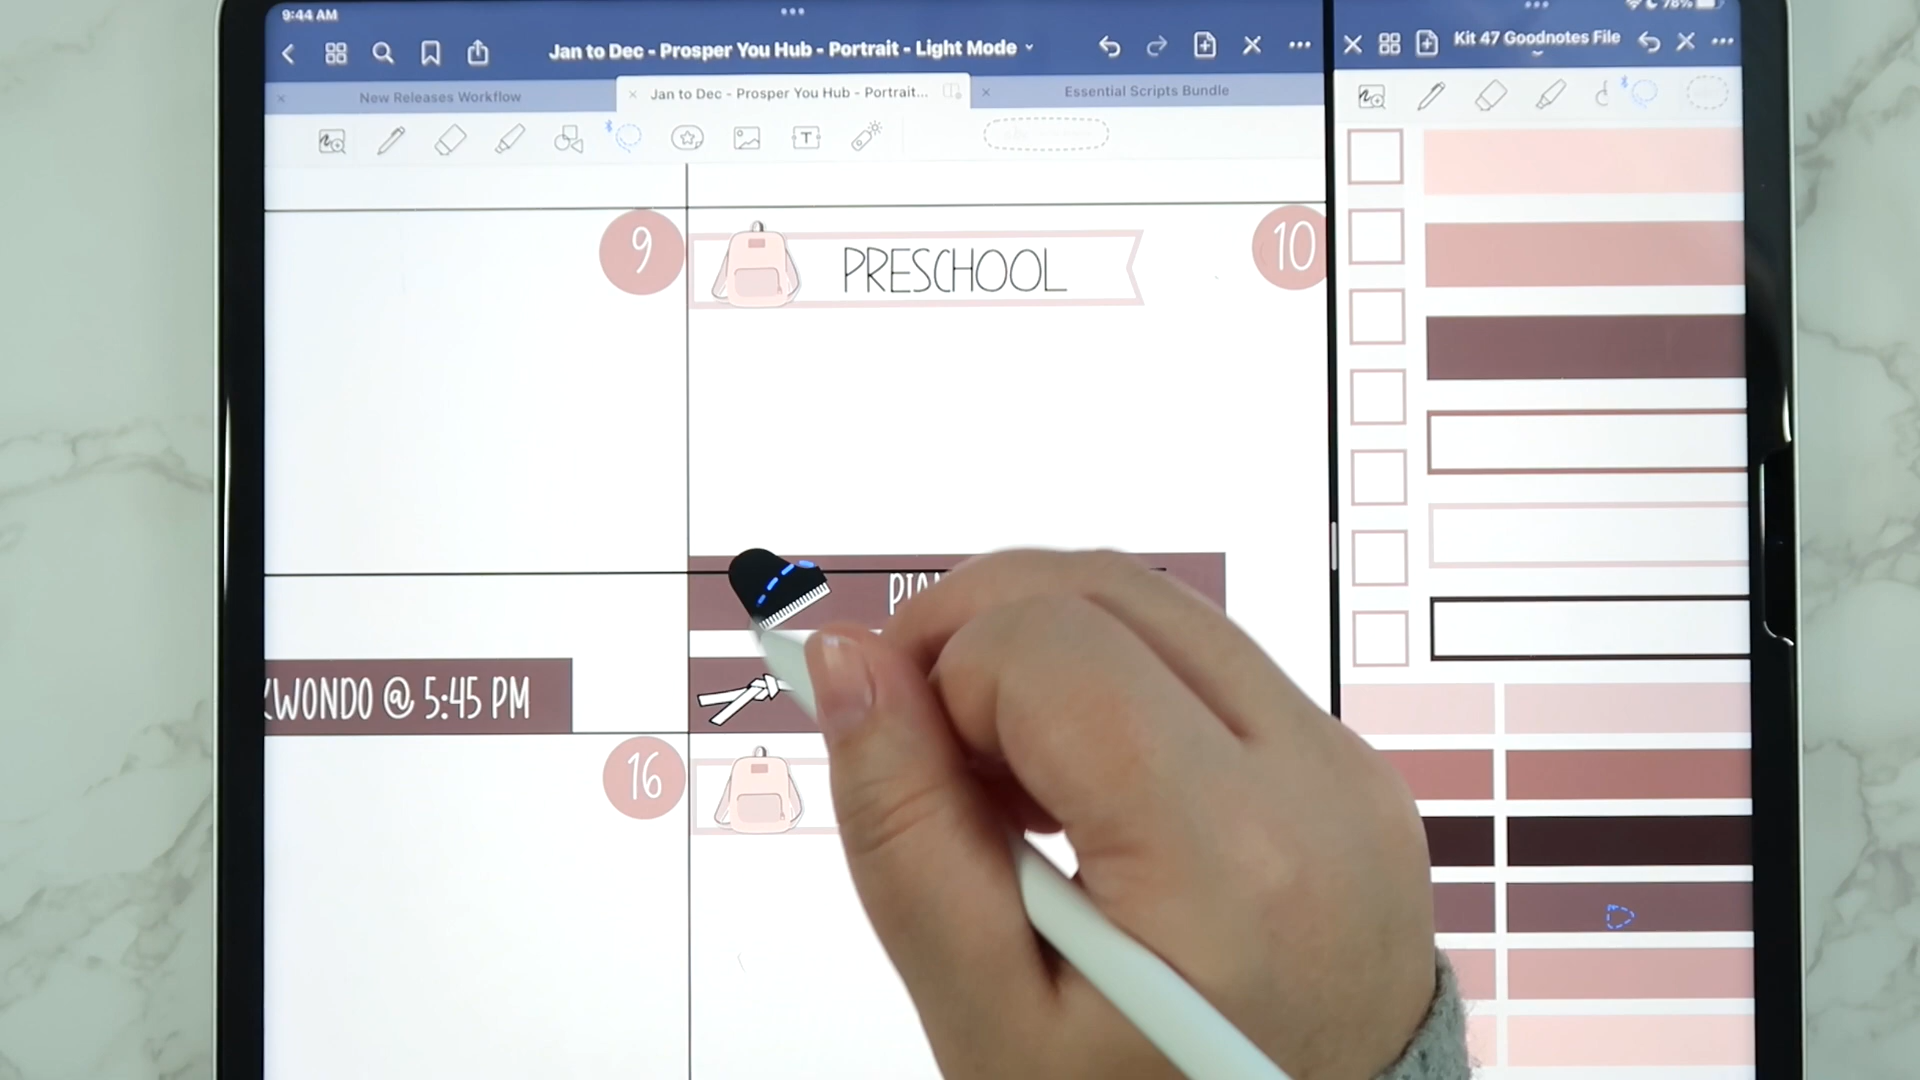 9:44 AM
76%
Jan to Dec - Prosper You Hub - Portrait - Light Mode
Kit 47 Goodnotes File
New Releases Workflow
Jan to Dec - Prosper You Hub - Portrait...
Essential Scripts Bundle
T
9
PRESCHOOL
10
KWONDO @ 5:45 PM
16